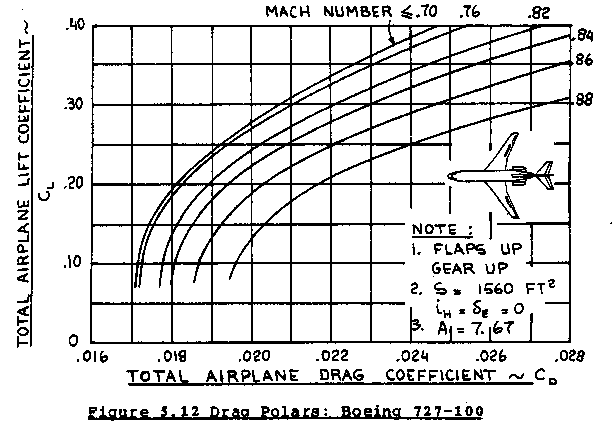 MACH NUMBER ≤.70 .76 .82
.40
.84
.86
.30
.88
.20
.10
0
TOTAL AIRPLANE LIFT COEFFICIENT ~
CL
NOTE :
1. FLAPS UP
GEAR UP
2. S = 1560 FT²
iH = δE = 0
3. A = 7.67
.016 .018 .020 .022 .024 .026 .028
TOTAL AIRPLANE DRAG COEFFICIENT ~ CD
Figure 5.12 Drag Polars: Boeing 727-100